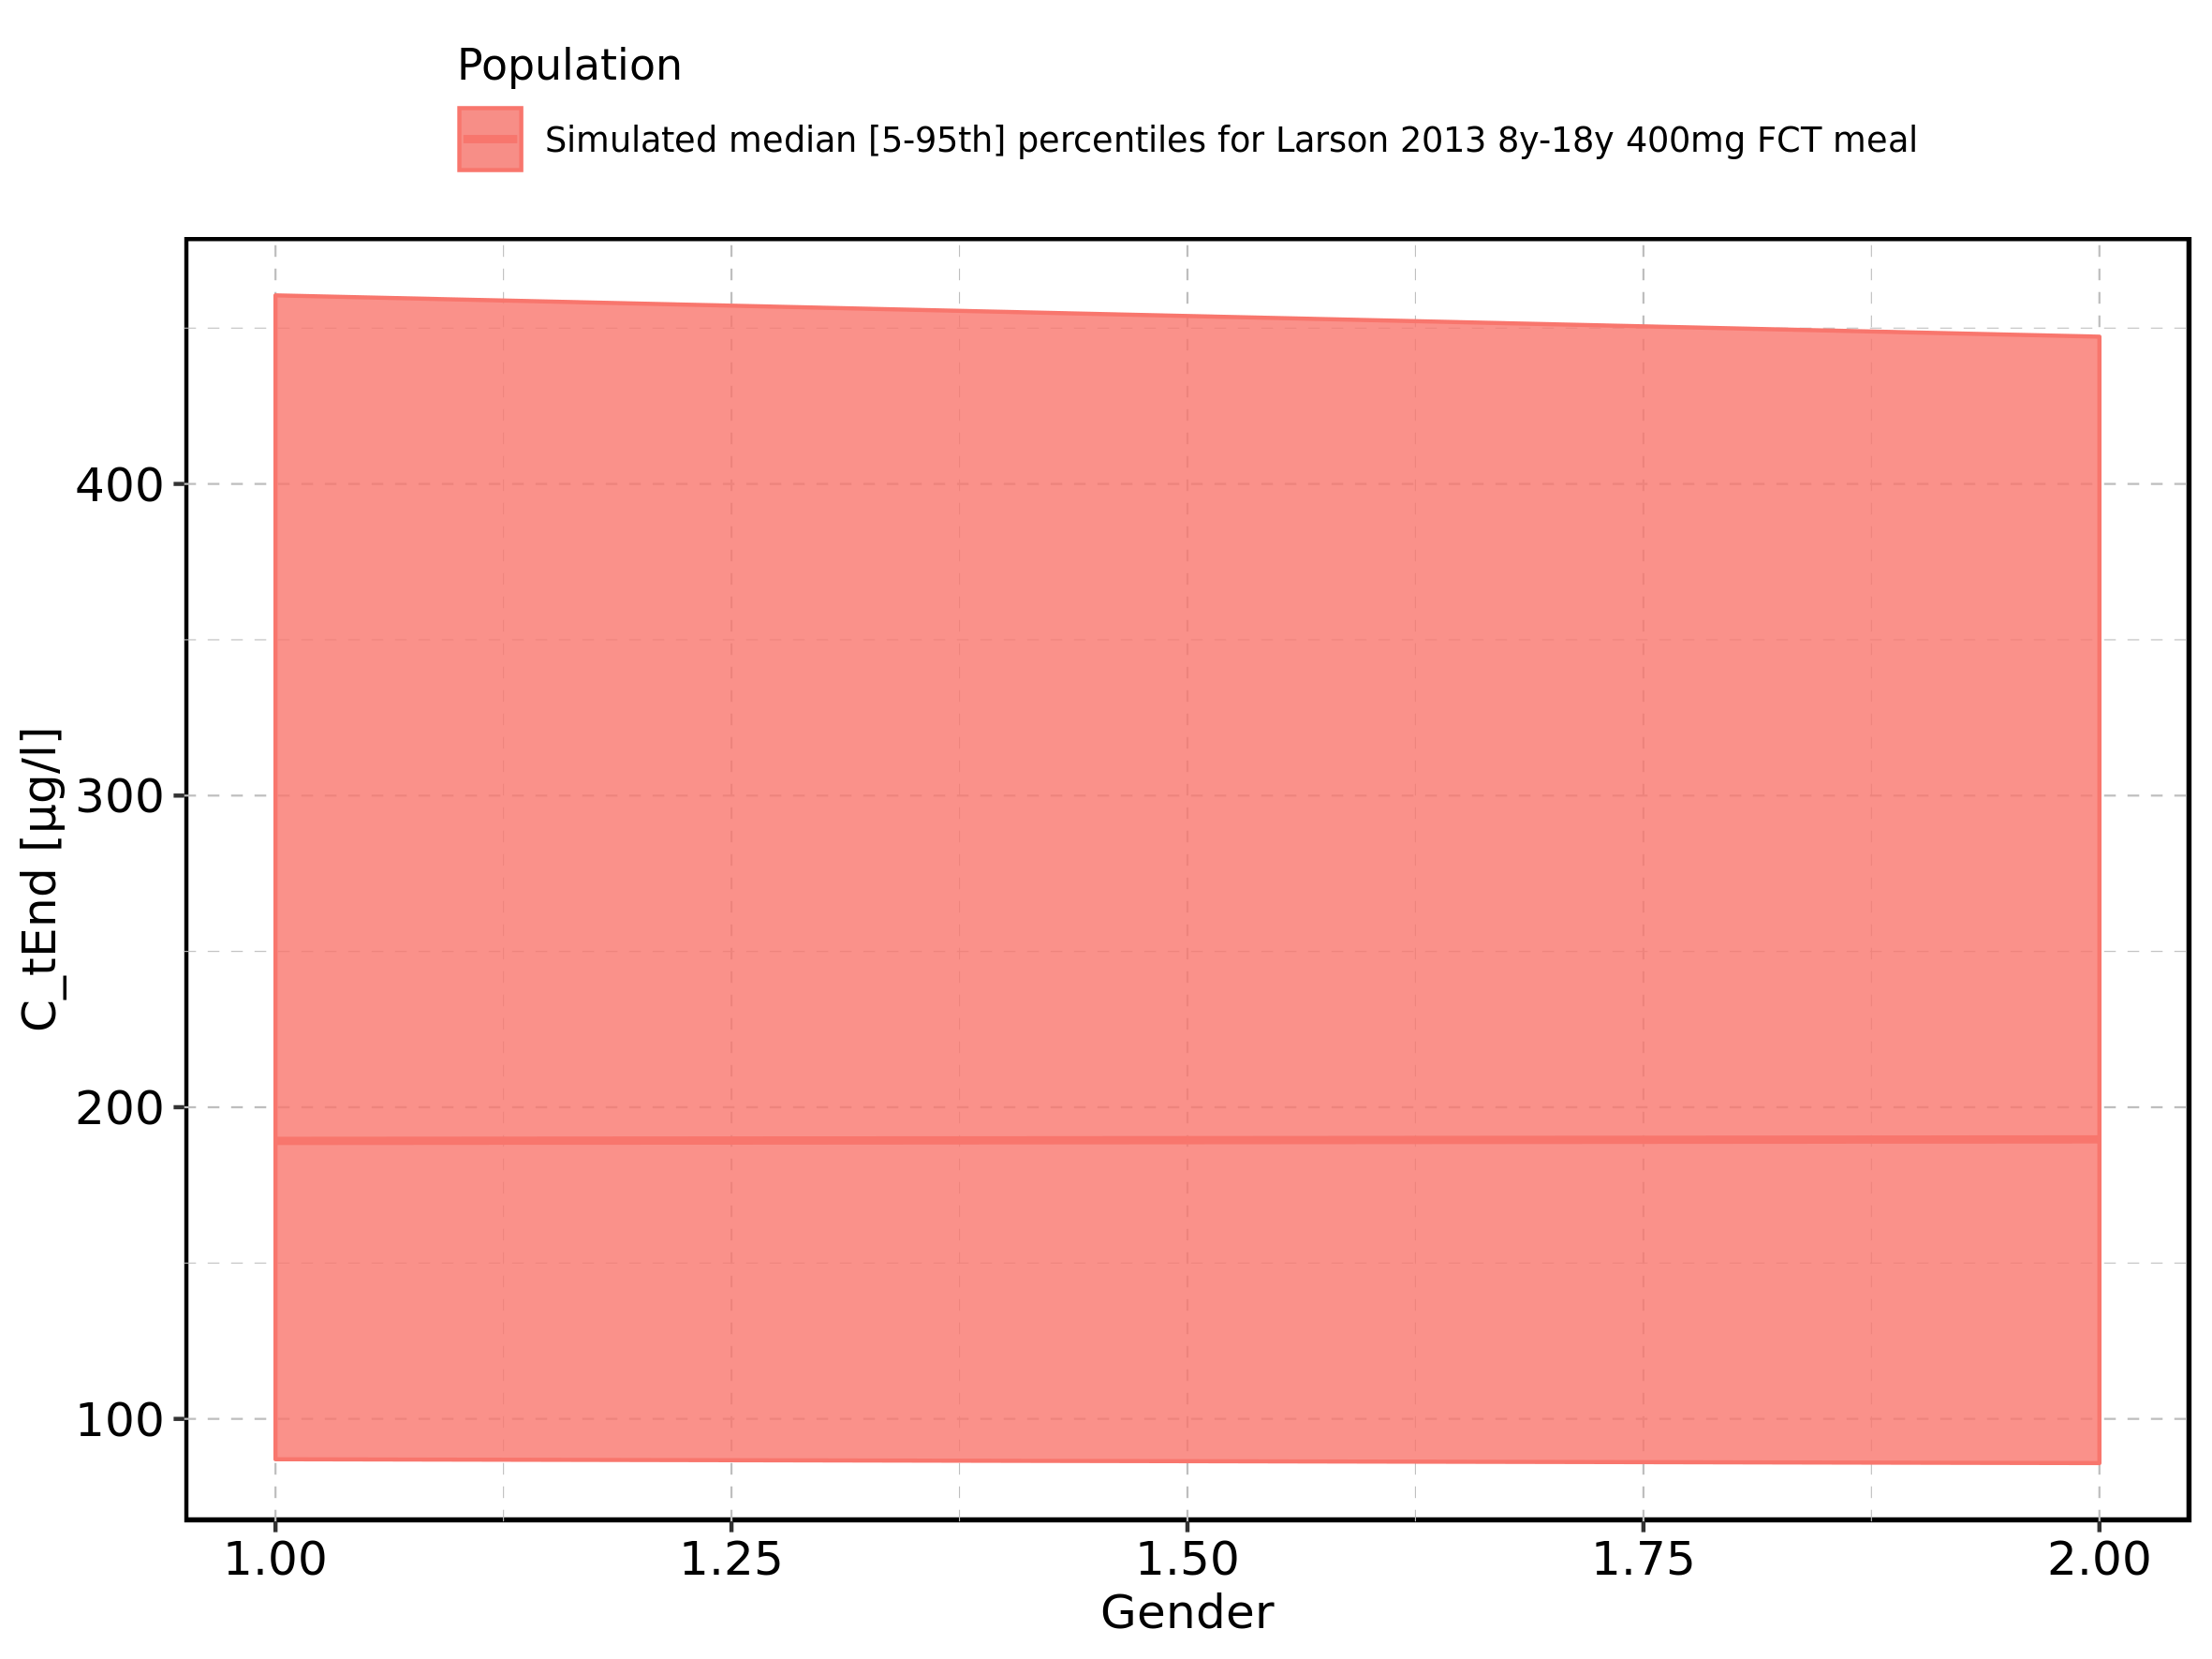 Population
Simulated median [5-95th] percentiles for Larson 2013 8y-18y 400mg FCT meal
C_tEnd [µg/l]
400
300
200
100
1.00 1.25 1.50 1.75 2.00
Gender